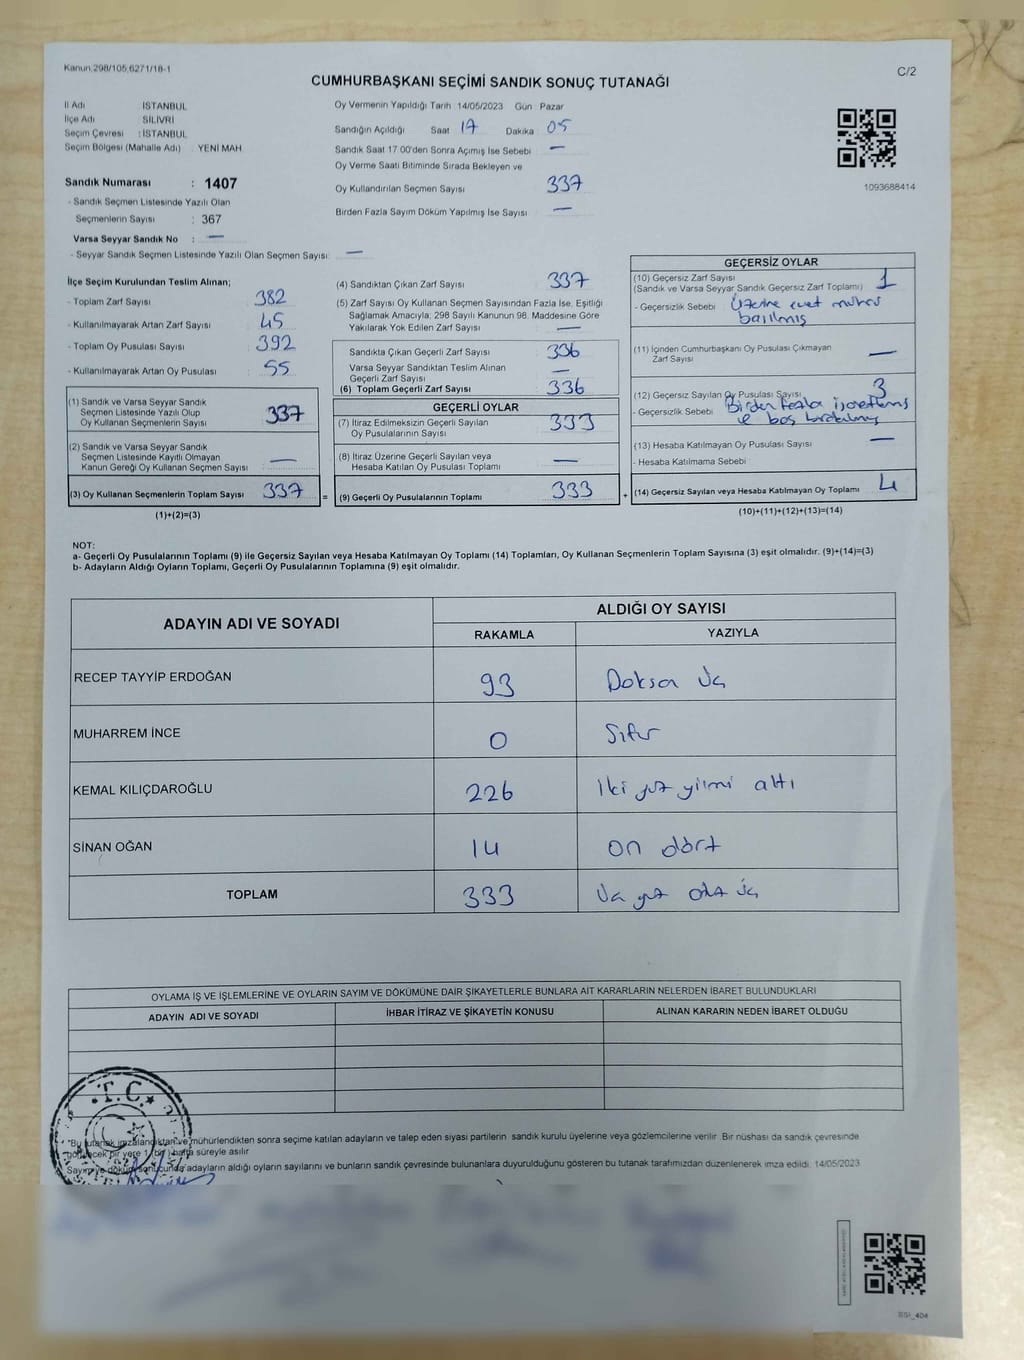 Kanun.298/105,6271/18-1
C/2
CUMHURBAŞKANI SEÇİMİ SANDIK SONUÇ TUTANAĞI
İl Adı İSTANBUL
İlçe Adı SİLİVRİ
Seçim Çevresi : İSTANBUL
Seçim Bölgesi (Mahalle Adı) YENİ MAH
Sandık Numarası : 1407
- Sandık Seçmen Listesinde Yazılı Olan
Seçmenlerin Sayısı : 367
Varsa Seyyar Sandık No : —
- Seyyar Sandık Seçmen Listesinde Yazılı Olan Seçmen Sayısı: —
Oy Vermenin Yapıldığı Tarih 14/05/2023 Gün Pazar
Sandığın Açıldığı Saat 17 Dakika 05
Sandık Saat 17.00'den Sonra Açımış İse Sebebi —
Oy Verme Saati Bitiminde Sırada Bekleyen ve
Oy Kullandırılan Seçmen Sayısı 337
Birden Fazla Sayım Döküm Yapılmış İse Sayısı —
1093688414
İlçe Seçim Kurulundan Teslim Alınan;
- Toplam Zarf Sayısı 382
- Kullanılmayarak Artan Zarf Sayısı 45
- Toplam Oy Pusulası Sayısı 392
- Kullanılmayarak Artan Oy Pusulası 55
(1) Sandık ve Varsa Seyyar Sandık
Seçmen Listesinde Yazılı Olup
Oy Kullanan Seçmenlerin Sayısı 337
(2) Sandık ve Varsa Seyyar Sandık
Seçmen Listesinde Kayıtlı Olmayan
Kanun Gereği Oy Kullanan Seçmen Sayısı —
(3) Oy Kullanan Seçmenlerin Toplam Sayısı 337
(1)+(2)=(3)
(4) Sandıktan Çıkan Zarf Sayısı 337
(5) Zarf Sayısı Oy Kullanan Seçmen Sayısından Fazla İse, Eşitliği
Sağlamak Amacıyla, 298 Sayılı Kanunun 98. Maddesine Göre
Yakılarak Yok Edilen Zarf Sayısı —
Sandıkta Çıkan Geçerli Zarf Sayısı 336
Varsa Seyyar Sandıktan Teslim Alınan
Geçerli Zarf Sayısı —
(6) Toplam Geçerli Zarf Sayısı 336
GEÇERLİ OYLAR
(7) İtiraz Edilmeksizin Geçerli Sayılan
Oy Pusulalarının Sayısı 333
(8) İtiraz Üzerine Geçerli Sayılan veya
Hesaba Katılan Oy Pusulası Toplamı —
= (9) Geçerli Oy Pusulalarının Toplamı 333
GEÇERSİZ OYLAR
(10) Geçersiz Zarf Sayısı 1
(Sandık ve Varsa Seyyar Sandık Geçersiz Zarf Toplamı)
- Geçersizlik Sebebi Üzerine evet mührü
basılmış
(11) İçinden Cumhurbaşkanı Oy Pusulası Çıkmayan
Zarf Sayısı —
(12) Geçersiz Sayılan Oy Pusulası Sayısı 3
- Geçersizlik Sebebi Birden fazla
ve boş
(13) Hesaba Katılmayan Oy Pusulası Sayısı —
- Hesaba Katılmama Sebebi
+ (14) Geçersiz Sayılan veya Hesaba Katılmayan Oy Toplamı 4
(10)+(11)+(12)+(13)=(14)
NOT:
a- Geçerli Oy Pusulalarının Toplamı (9) ile Geçersiz Sayılan veya Hesaba Katılmayan Oy Toplamı (14) Toplamları, Oy Kullanan Seçmenlerin Toplam Sayısına (3) eşit olmalıdır. (9)+(14)=(3)
b- Adayların Aldığı Oyların Toplamı, Geçerli Oy Pusulalarının Toplamına (9) eşit olmalıdır.
ADAYIN ADI VE SOYADI ALDIĞI OY SAYISI
RAKAMLA YAZIYLA
RECEP TAYYİP ERDOĞAN 93 Doksan üç
MUHARREM İNCE 0 Sıfır
KEMAL KILIÇDAROĞLU 226 İki yüz yirmi altı
SİNAN OĞAN 14 on dört
TOPLAM 333 Üç yüz otuz üç
OYLAMA İŞ VE İŞLEMLERİNE VE OYLARIN SAYIM VE DÖKÜMÜNE DAİR ŞİKAYETLERLE BUNLARA AİT KARARLARIN NELERDEN İBARET BULUNDUKLARI
ADAYIN ADI VE SOYADI İHBAR İTİRAZ VE ŞİKAYETİN KONUSU ALINAN KARARIN NEDEN İBARET OLDUĞU
T.C.
"Bu tutanak imzalandıktan ve mühürlendikten sonra seçime katılan adayların ve talep eden siyasi partilerin sandık kurulu üyelerine veya gözlemcilerine verilir. Bir nüshası da sandık çevresinde
görülecek bir yere 1 (bir) hafta süreyle asılır
Sayım ve döküm sonucunda adayların aldığı oyların sayılarını ve bunların sandık çevresinde bulunanlara duyurulduğunu gösteren bu tutanak tarafımızdan düzenlenerek imza edildi. 14/05/2023
SSI_404